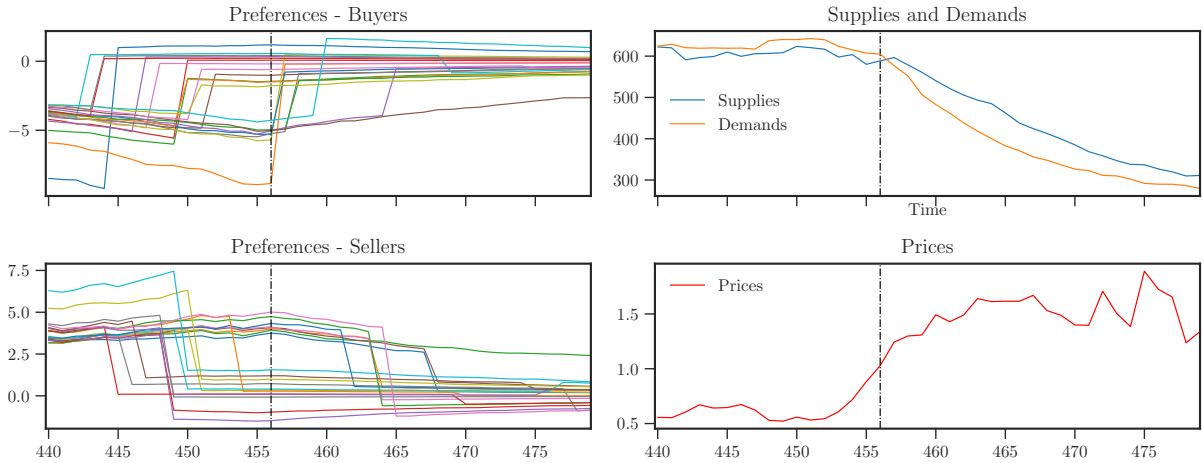 Preferences - Buyers
0
−5
Supplies and Demands
600
500
400
300
Supplies
Demands
Time
Preferences - Sellers
7.5
5.0
2.5
0.0
440 445 450 455 460 465 470 475
Prices
1.5
1.0
0.5
Prices
440 445 450 455 460 465 470 475